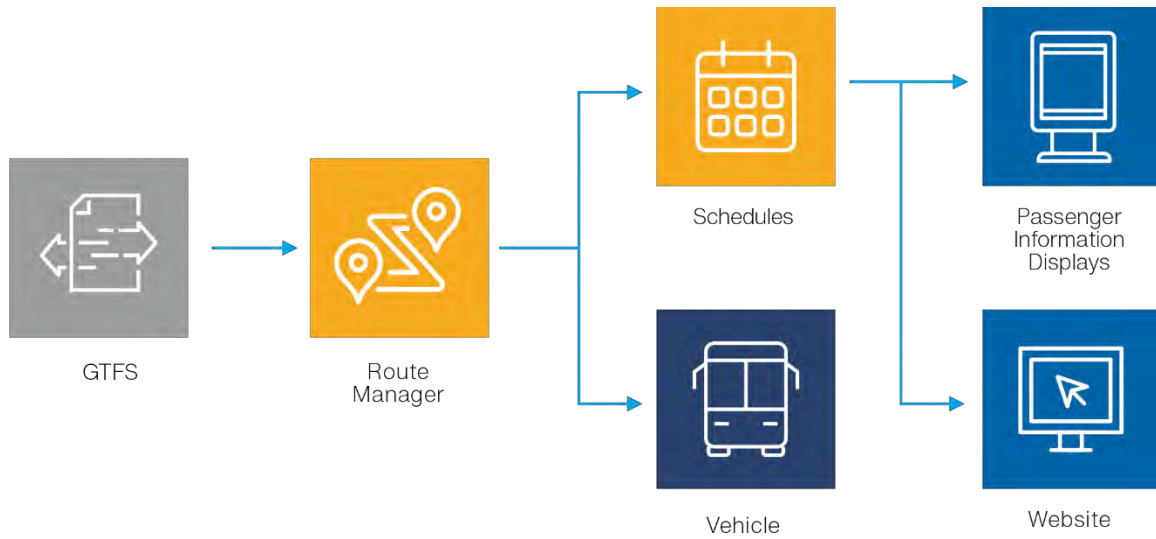 GTFS
Route
Manager
Schedules
Vehicle
Passenger
Information
Displays
Website